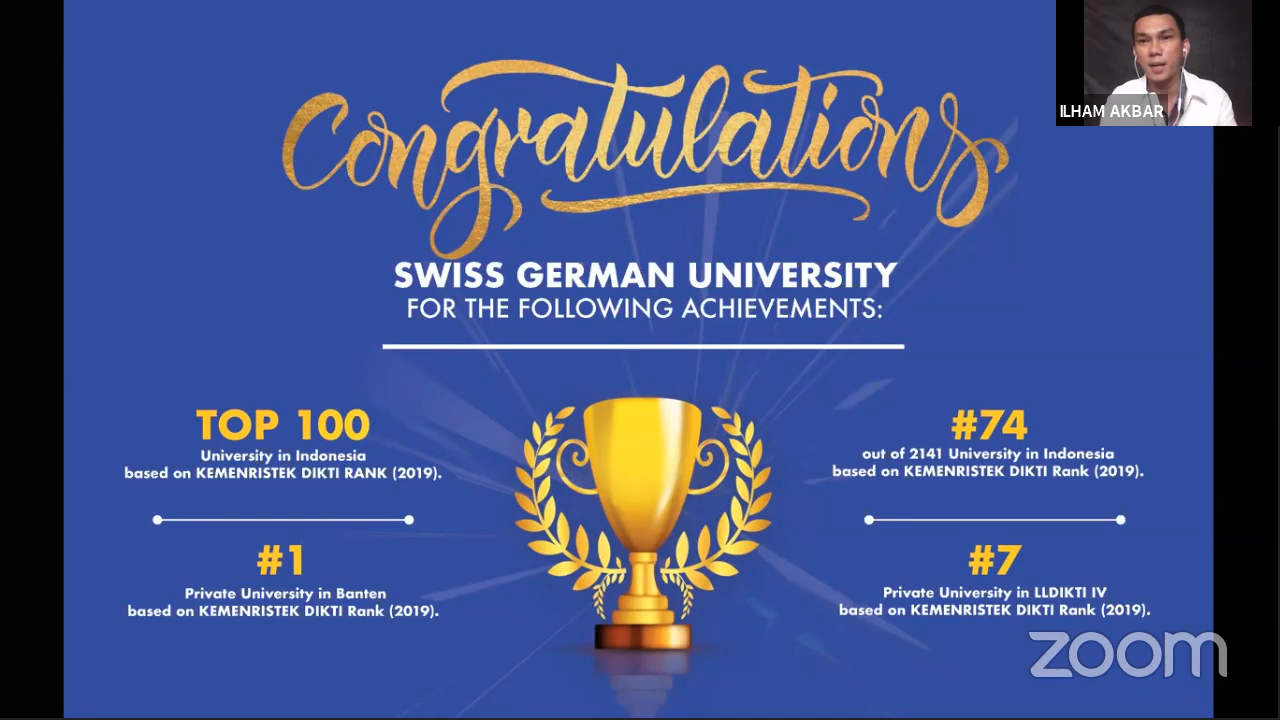 Congratulations
ILHAM AKBAR
SWISS GERMAN UNIVERSITY
FOR THE FOLLOWING ACHIEVEMENTS:
TOP 100
University in Indonesia
based on KEMENRISTEK DIKTI RANK (2019).
#1
Private University in Banten
based on KEMENRISTEK DIKTI Rank (2019).
#74
out of 2141 University in Indonesia
based on KEMENRISTEK DIKTI Rank (2019).
#7
Private University in LLDIKTI IV
based on KEMENRISTEK DIKTI Rank (2019).
zoom